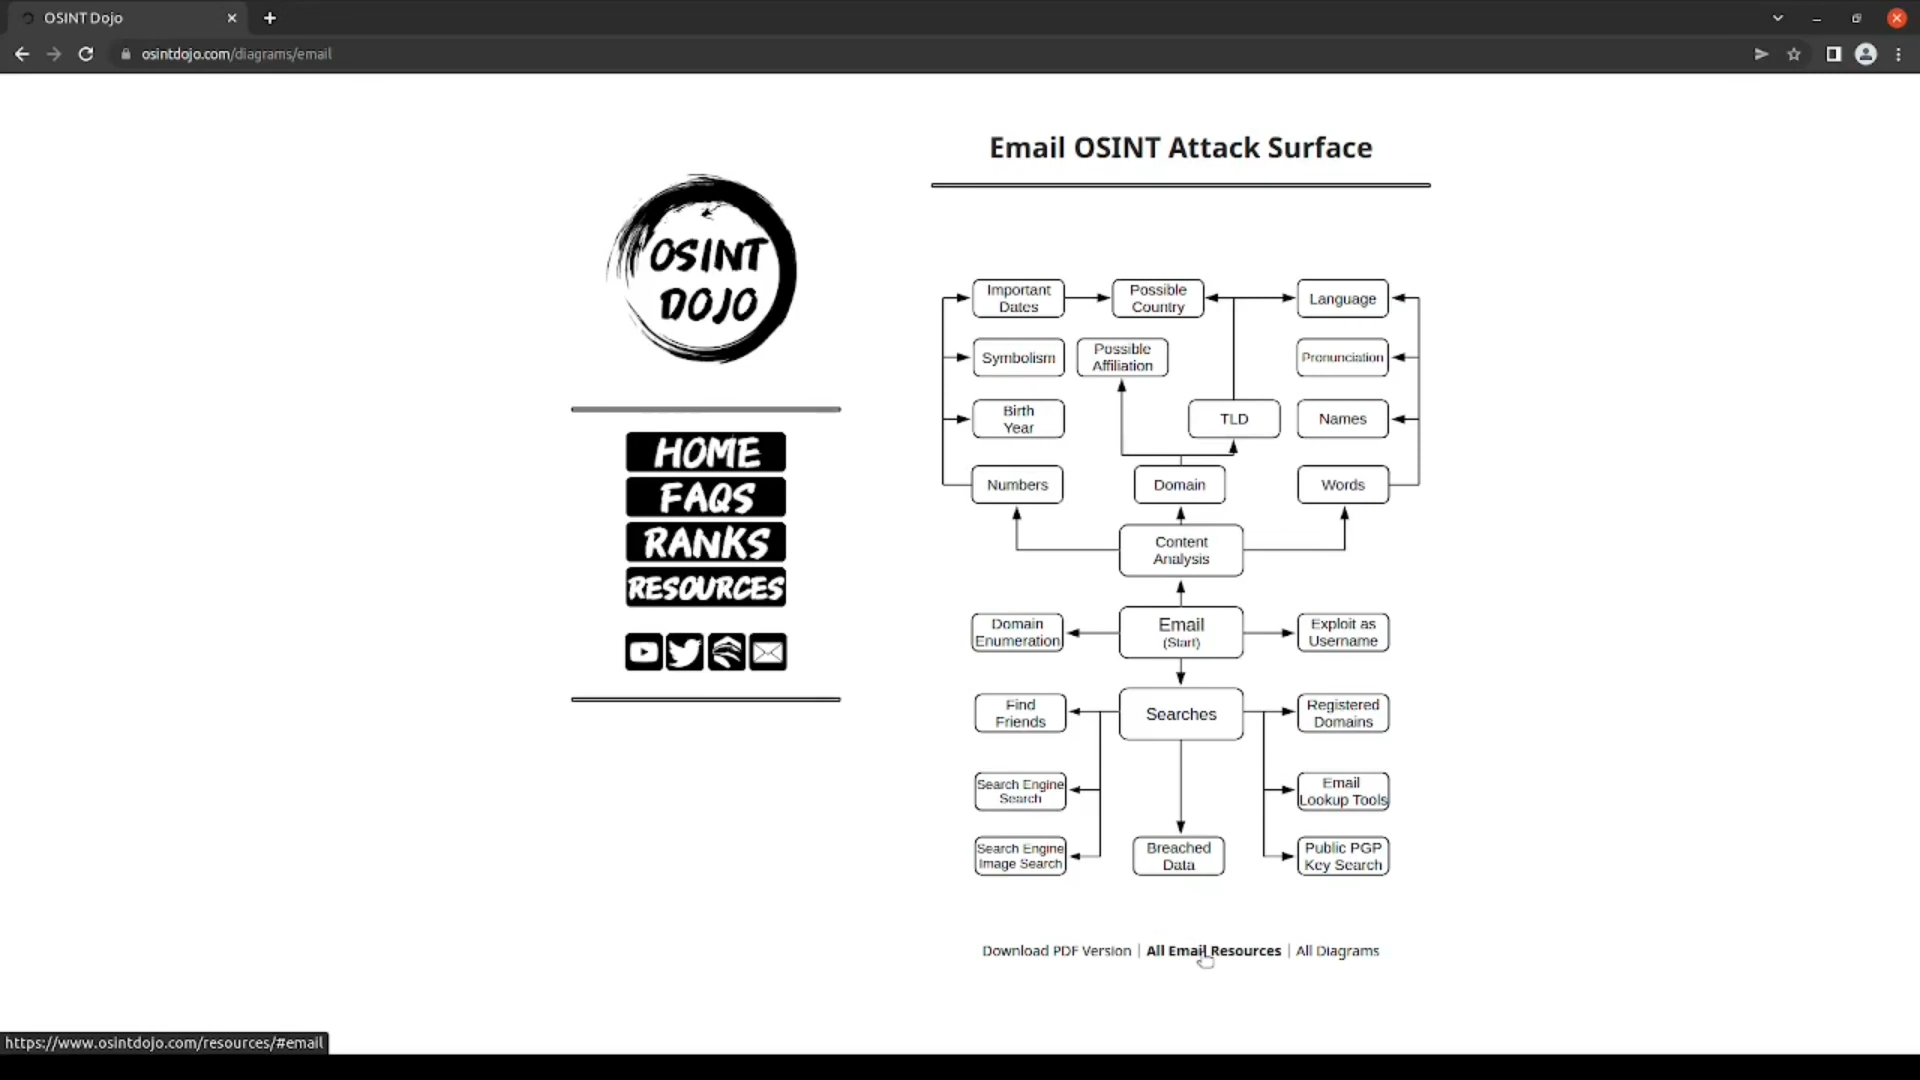 OSINT Dojo
osintdojo.com/diagrams/email
OSINT
DOJO
HOME
FAQS
RANKS
RESOURCES
Email OSINT Attack Surface
Important
Dates
Possible
Country
Language
Symbolism
Possible
Affiliation
Pronunciation
Birth
Year
TLD
Names
Numbers
Domain
Words
Content
Analysis
Domain
Enumeration
Email
(Start)
Exploit as
Username
Find
Friends
Searches
Registered
Domains
Search Engine
Search
Email
Lookup Tools
Search Engine
Image Search
Breached
Data
Public PGP
Key Search
Download PDF Version | All Email Resources | All Diagrams
https://www.osintdojo.com/resources/#email